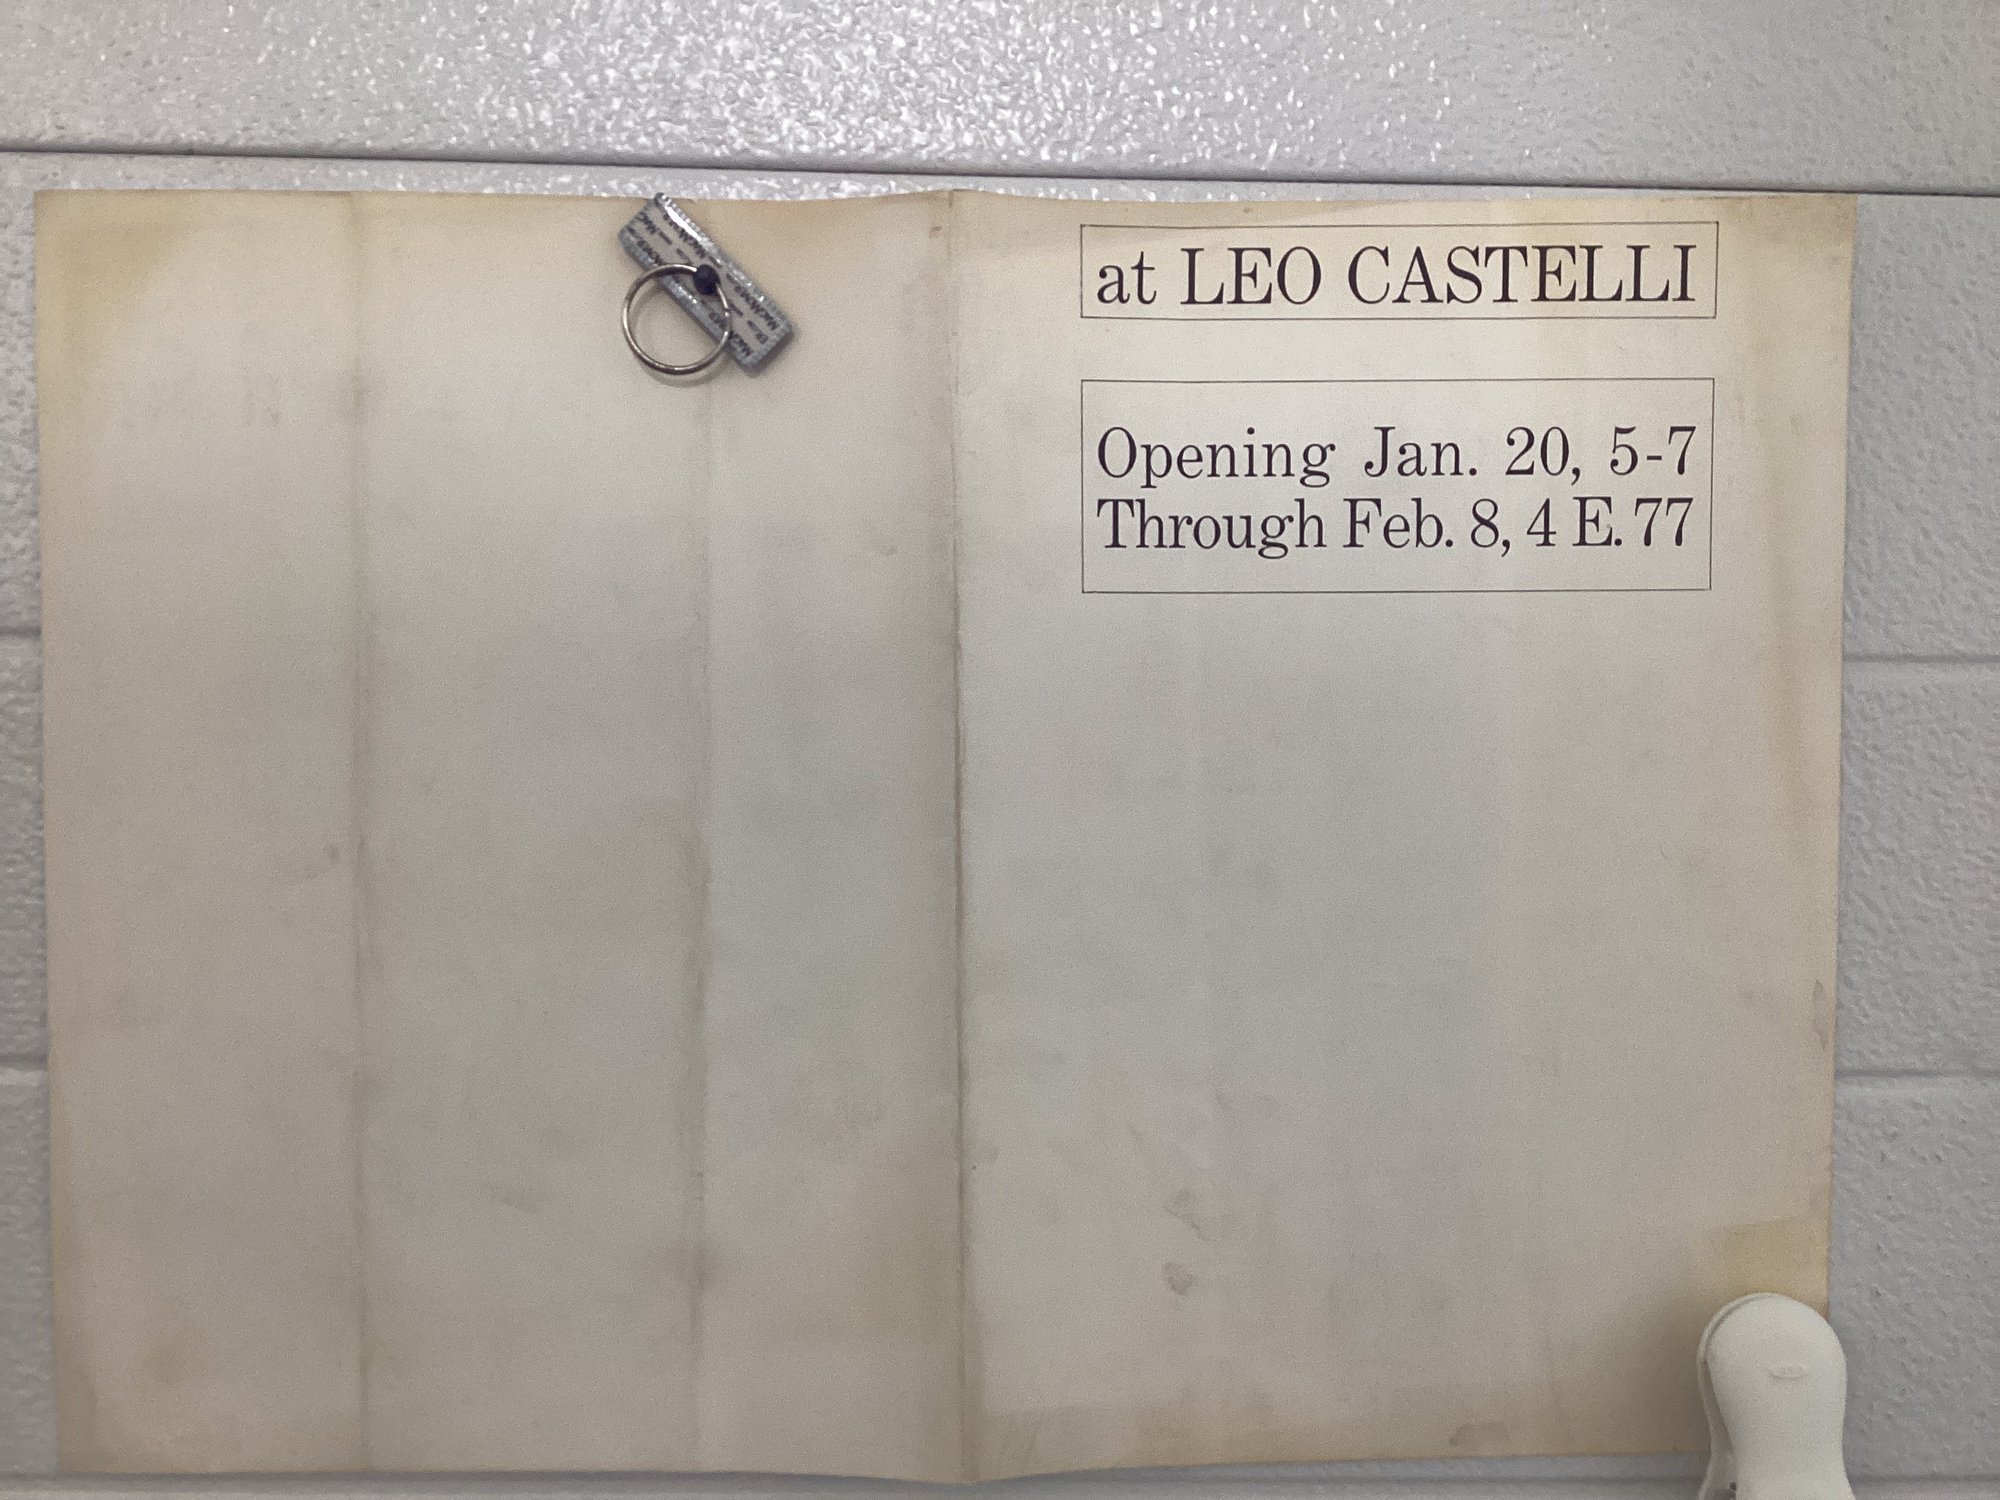 at LEO CASTELLI
Opening Jan. 20, 5-7
Through Feb. 8, 4 E. 77